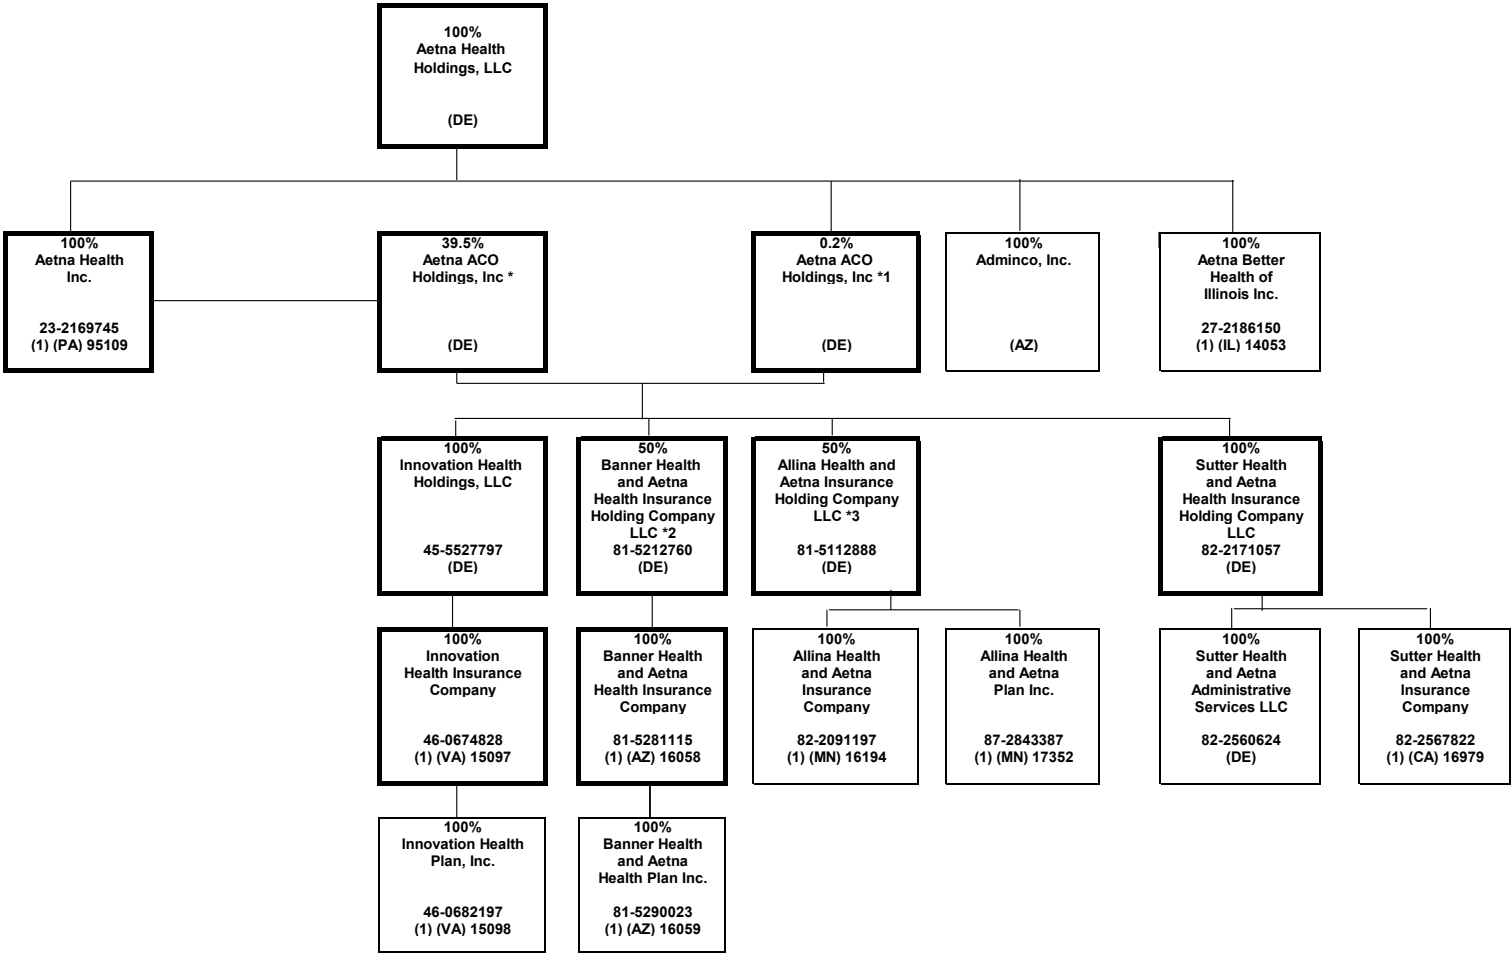 100%
Aetna Health
Holdings, LLC
(DE)
100%
Aetna Health
Inc.
23-2169745
(1) (PA) 95109
39.5%
Aetna ACO
Holdings, Inc *
(DE)
0.2%
Aetna ACO
Holdings, Inc *1
(DE)
100%
Adminco, Inc.
(AZ)
100%
Aetna Better
Health of
Illinois Inc.
27-2186150
(1) (IL) 14053
100%
Innovation Health
Holdings, LLC
45-5527797
(DE)
50%
Banner Health
and Aetna
Health Insurance
Holding Company
LLC *2
81-5212760
(DE)
50%
Allina Health and
Aetna Insurance
Holding Company
LLC *3
81-5112888
(DE)
100%
Sutter Health
and Aetna
Health Insurance
Holding Company
LLC
82-2171057
(DE)
100%
Innovation
Health Insurance
Company
46-0674828
(1) (VA) 15097
100%
Banner Health
and Aetna
Health Insurance
Company
81-5281115
(1) (AZ) 16058
100%
Allina Health
and Aetna
Insurance
Company
82-2091197
(1) (MN) 16194
100%
Allina Health
and Aetna
Plan Inc.
87-2843387
(1) (MN) 17352
100%
Sutter Health
and Aetna
Administrative
Services LLC
82-2560624
(DE)
100%
Sutter Health
and Aetna
Insurance
Company
82-2567822
(1) (CA) 16979
100%
Innovation Health
Plan, Inc.
46-0682197
(1) (VA) 15098
100%
Banner Health
and Aetna
Health Plan Inc.
81-5290023
(1) (AZ) 16059